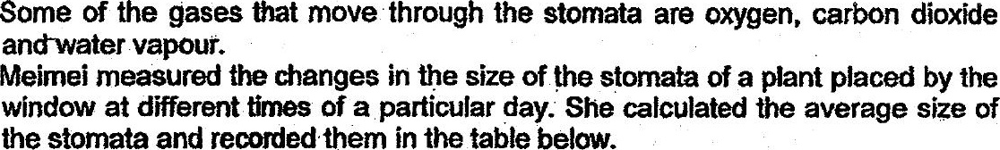 Some of the gases that move through the stomata are oxygen, carbon dioxide
and water vapour.
Meimei measured the changes in the size of the stomata of a plant placed by the
window at different times of a particular day. She calculated the average size of
the stomata and recorded them in the table below.